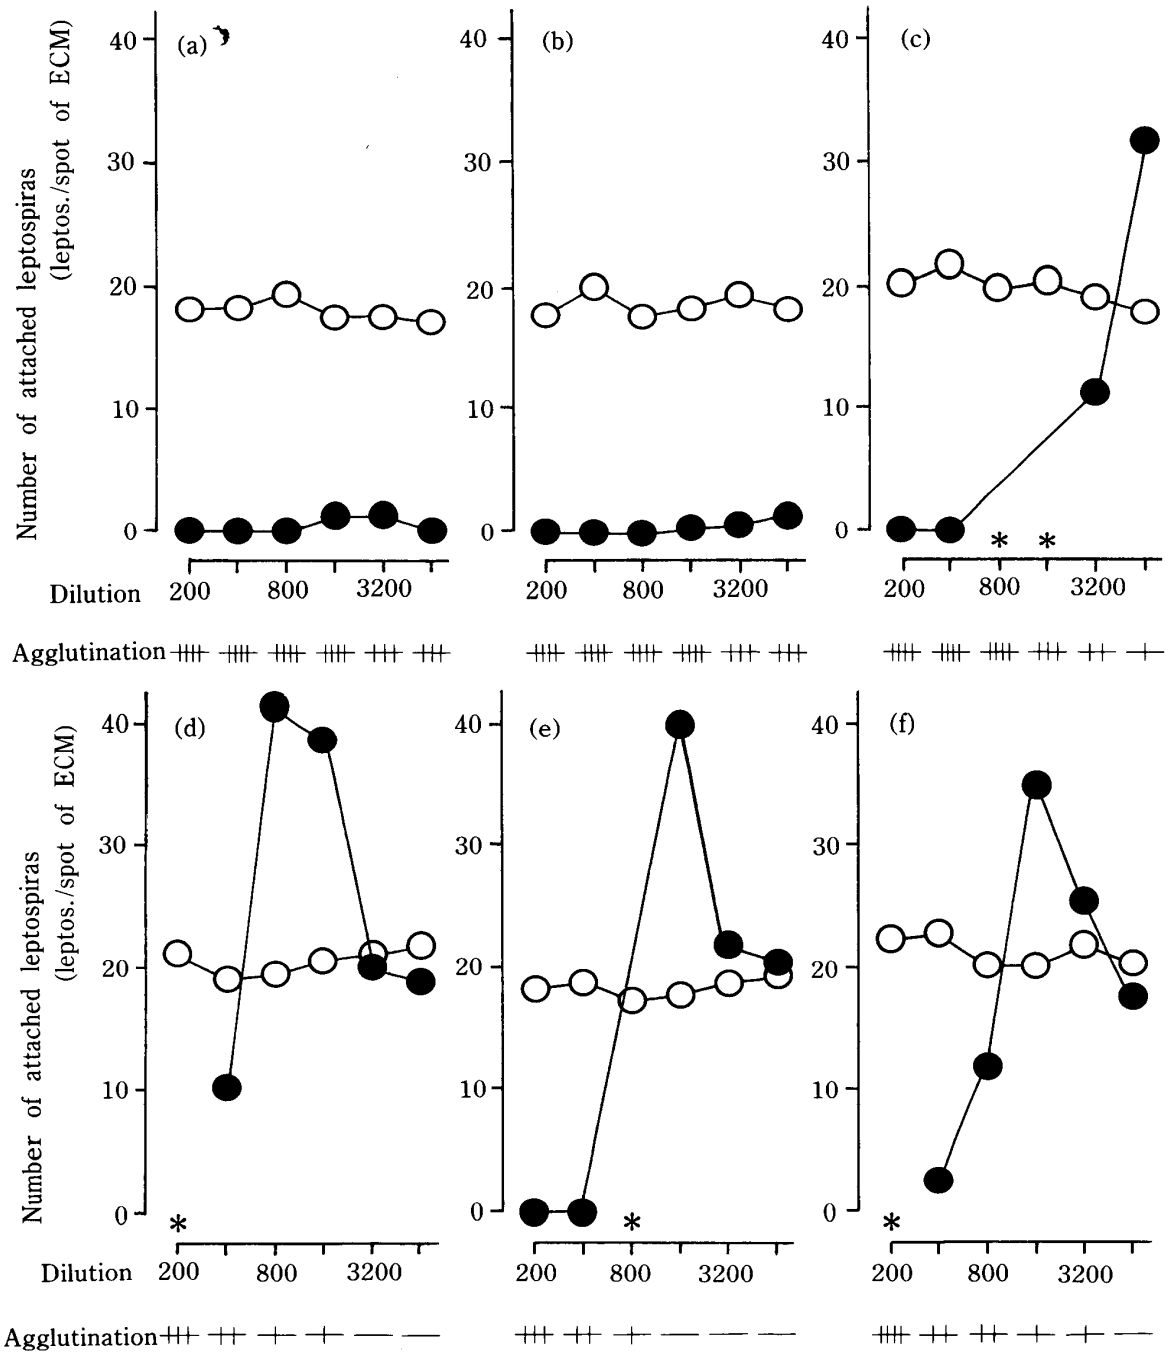 (a) (b) (c)
Number of attached leptospiras
(leptos./spot of ECM)
40 40 40
30 30 30
20 20 20
10 10 10
0 0 0
* *
Dilution 200 800 3200 200 800 3200 200 800 3200
Agglutination
(d) (e) (f)
Number of attached leptospiras
(leptos./spot of ECM)
40 40 40
30 30 30
20 20 20
10 10 10
0 0 0
* * *
Dilution 200 800 3200 200 800 3200 200 800 3200
Agglutination